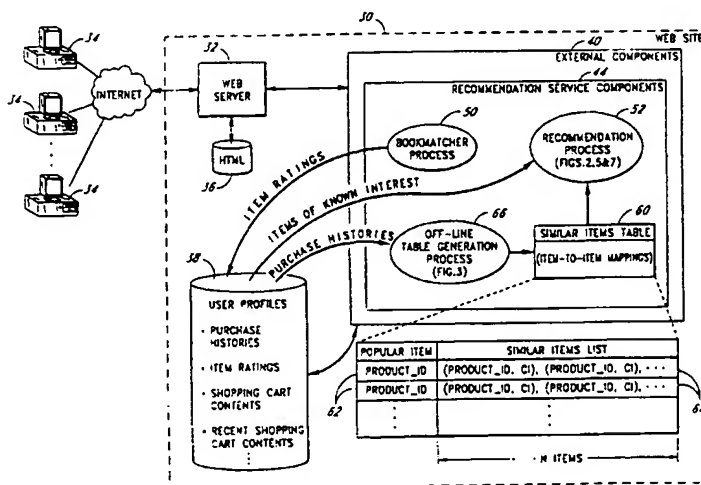 30
WEB SITE
34
32
40
EXTERNAL COMPONENTS
44
RECOMMENDATION SERVICE COMPONENTS
WEB
SERVER
INTERNET
34
50
52
BOOKMATCHER
PROCESS
RECOMMENDATION
PROCESS
(FIGS.2,5&7)
HTML
36
34
ITEM RATINGS
ITEMS OF KNOWN INTEREST
PURCHASE HISTORIES
66
60
OFF-LINE
TABLE GENERATION
PROCESS
(FIG.3)
SIMILAR ITEMS TABLE
(ITEM-TO-ITEM MAPPINGS)
38
USER PROFILES
• PURCHASE
HISTORIES
• ITEM RATINGS
• SHOPPING CART
CONTENTS
• RECENT SHOPPING
CART CONTENTS
POPULAR ITEM
SIMILAR ITEMS LIST
PRODUCT_ID
(PRODUCT_ID, CI), (PRODUCT_ID, CI), ···
PRODUCT_ID
(PRODUCT_ID, CI), (PRODUCT_ID, CI), ···
62
N ITEMS